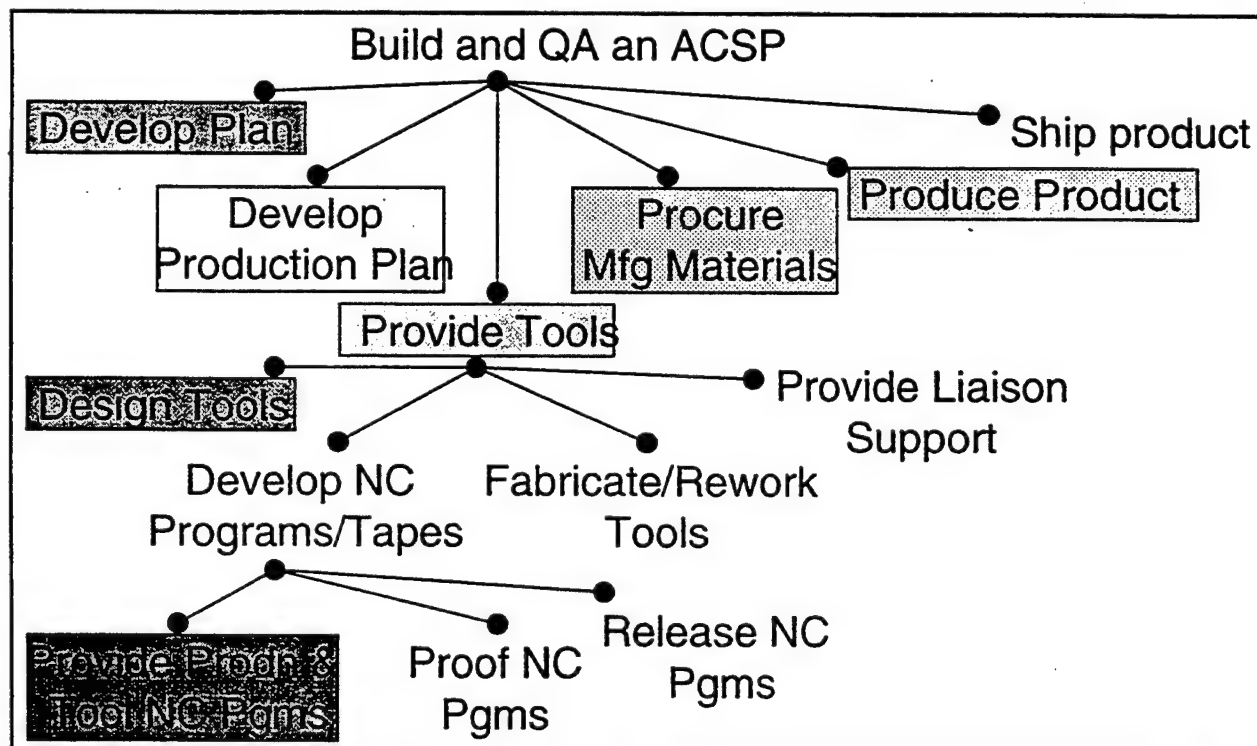 Build and QA an ACSP
Develop Plan
Ship product
Develop
Production Plan
Procure
Mfg Materials
Produce Product
Provide Tools
Design Tools
Provide Liaison
Support
Develop NC
Programs/Tapes
Fabricate/Rework
Tools
Provide Prodn &
Tool NC Pgms
Proof NC
Pgms
Release NC
Pgms